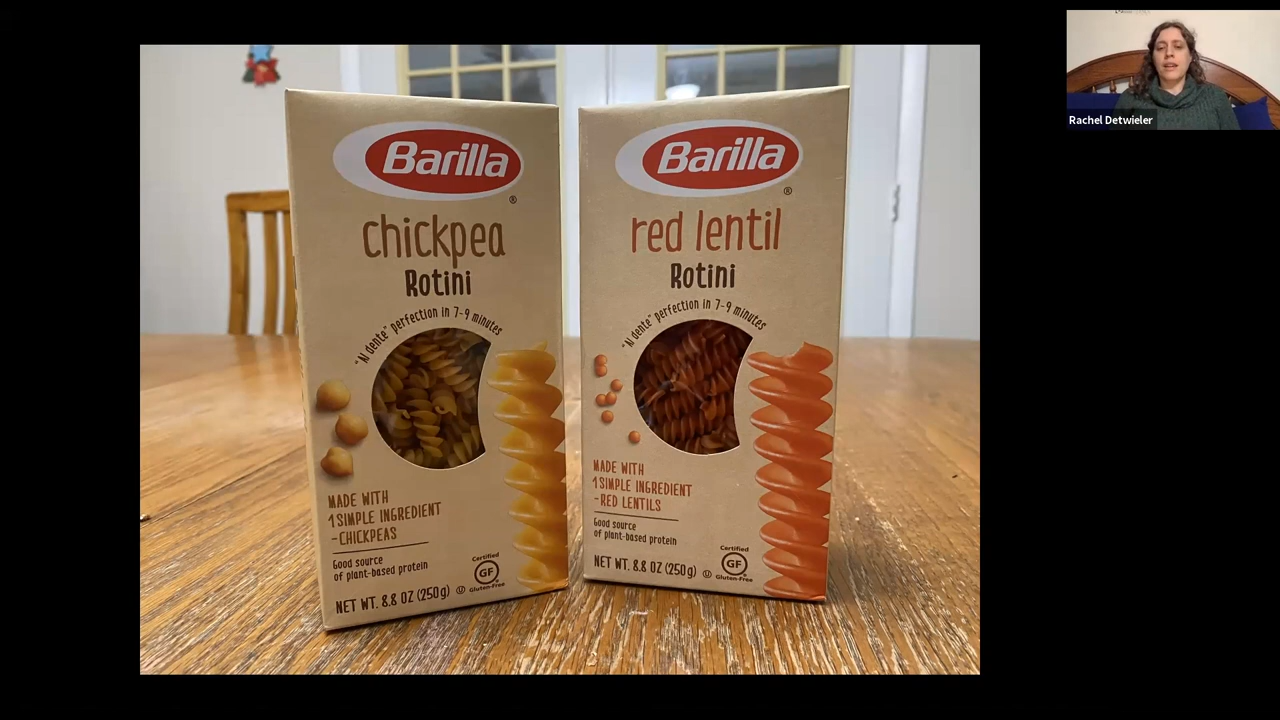 Barilla
®
chickpea
Rotini
"Al dente" perfection in 7-9 minutes
MADE WITH
1 SIMPLE INGREDIENT
-CHICKPEAS
Good source
of plant-based protein
NET WT. 8.8 OZ (250g)
U
Certified
GF
Gluten-Free
Barilla
®
red lentil
Rotini
"Al dente" perfection in 7-9 minutes
MADE WITH
1 SIMPLE INGREDIENT
-RED LENTILS
Good source
of plant-based protein
NET WT. 8.8 OZ (250g)
U
Certified
GF
Gluten-Free
Rachel Detwieler